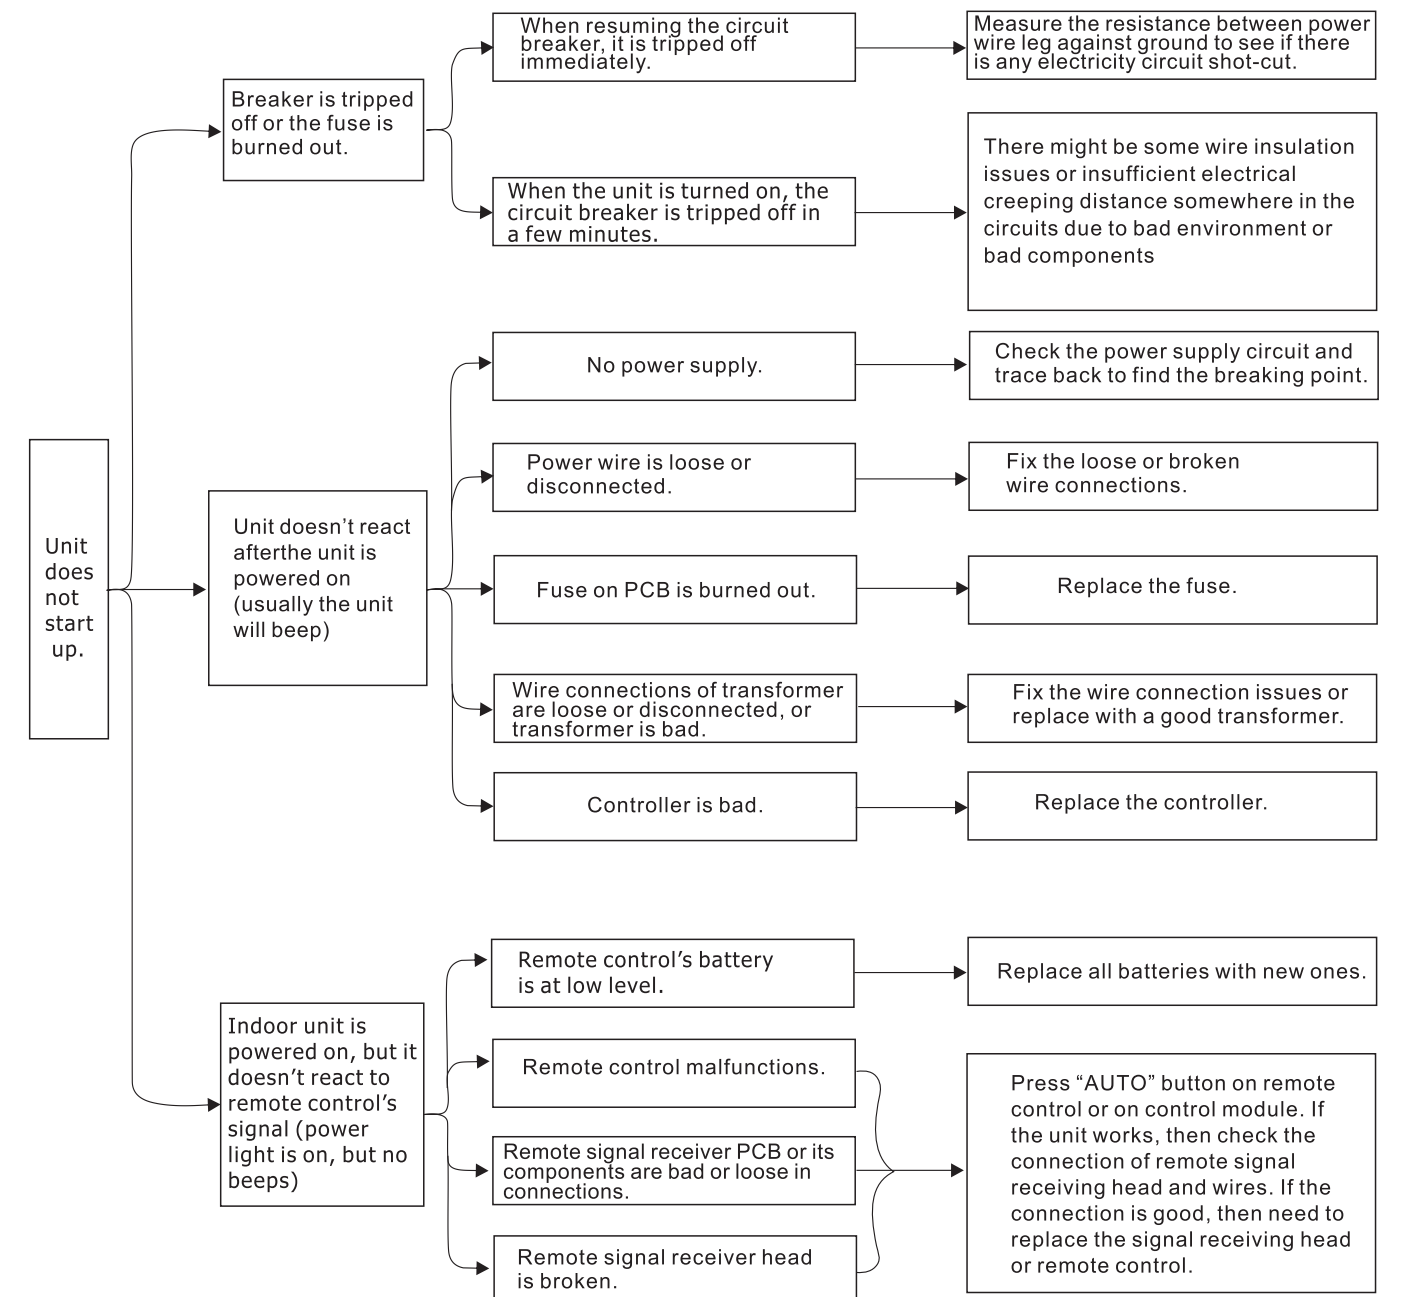 When resuming the circuit
breaker, it is tripped off
immediately.
Measure the resistance between power
wire leg against ground to see if there
is any electricity circuit shot-cut.
Breaker is tripped
off or the fuse is
burned out.
When the unit is turned on, the
circuit breaker is tripped off in
a few minutes.
There might be some wire insulation
issues or insufficient electrical
creeping distance somewhere in the
circuits due to bad environment or
bad components
Unit
does
not
start
up.
Unit doesn’t react
afterthe unit is
powered on
(usually the unit
will beep)
No power supply.
Check the power supply circuit and
trace back to find the breaking point.
Power wire is loose or
disconnected.
Fix the loose or broken
wire connections.
Fuse on PCB is burned out.
Replace the fuse.
Wire connections of transformer
are loose or disconnected, or
transformer is bad.
Fix the wire connection issues or
replace with a good transformer.
Controller is bad.
Replace the controller.
Indoor unit is
powered on, but it
doesn’t react to
remote control’s
signal (power
light is on, but no
beeps)
Remote control’s battery
is at low level.
Replace all batteries with new ones.
Remote control malfunctions.
Remote signal receiver PCB or its
components are bad or loose in
connections.
Remote signal receiver head
is broken.
Press “AUTO” button on remote
control or on control module. If
the unit works, then check the
connection of remote signal
receiving head and wires. If the
connection is good, then need to
replace the signal receiving head
or remote control.